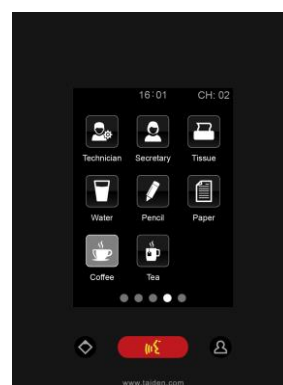 16:01 CH: 02
Technician Secretary Tissue
Water Pencil Paper
Coffee Tea
www.taiden.com